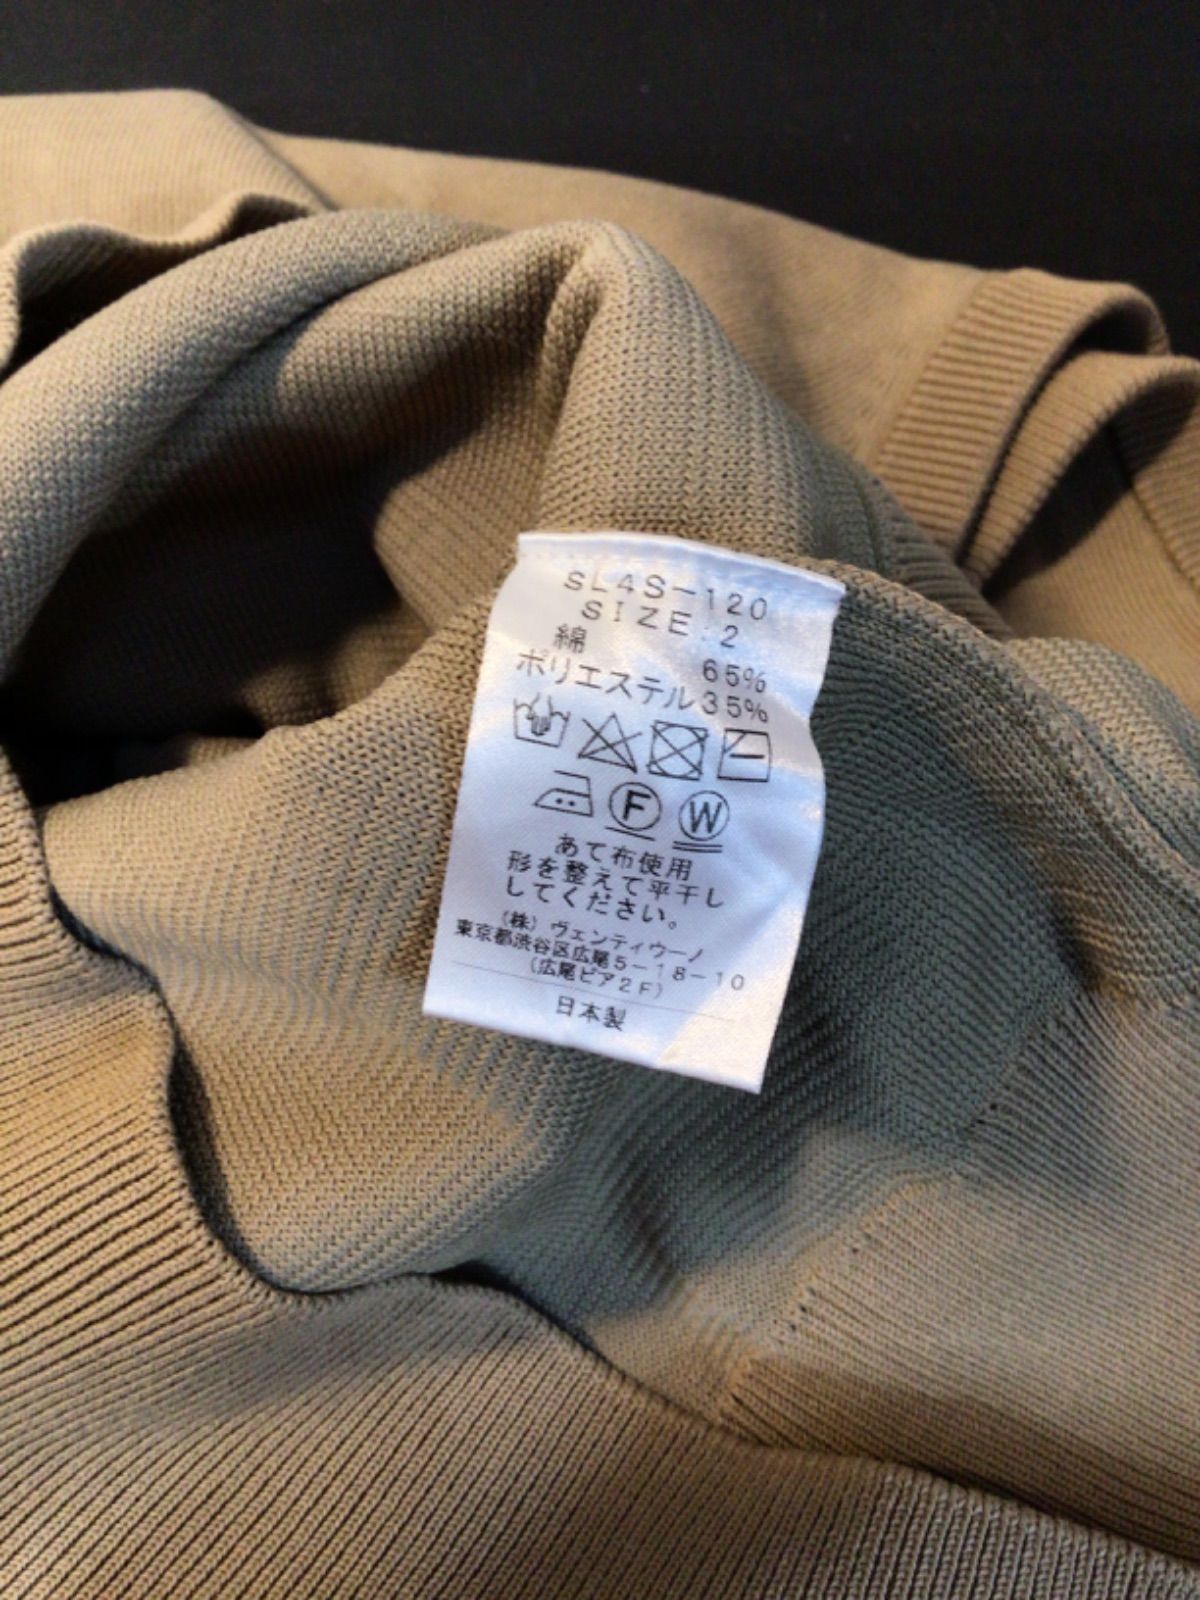 SL4S-120
SIZE 2
綿 65%
ポリエステル35%
F W
あて布使用
形を整えて平干し
してください。
(株)ヴェンティウーノ
東京都渋谷区広尾5-18-10
(広尾ピア2F)
日本製